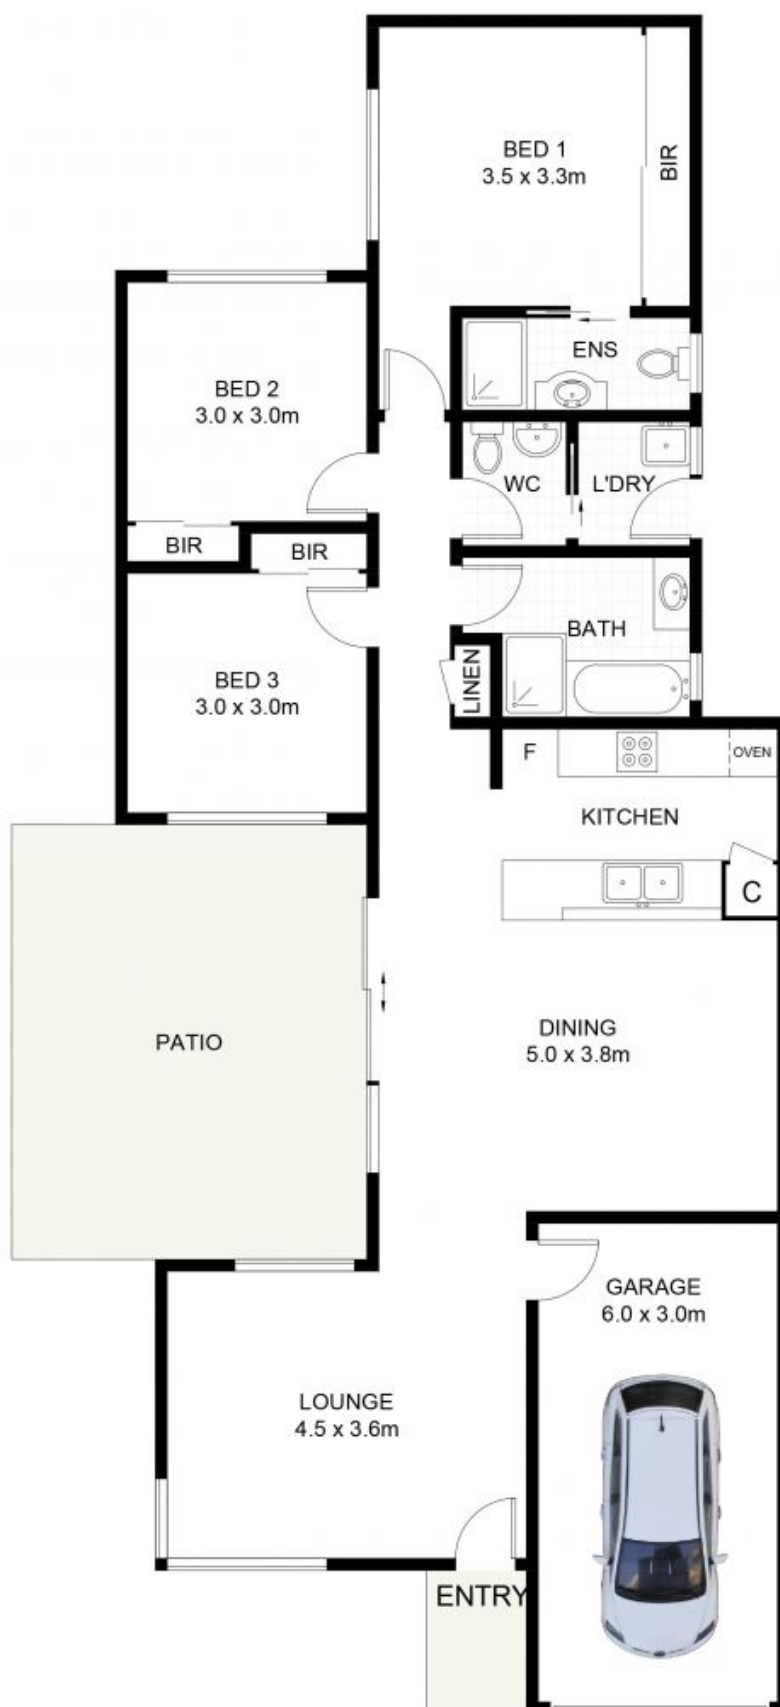 BED 1
3.5 x 3.3m
BIR
ENS
BED 2
3.0 x 3.0m
WC
L'DRY
BIR
BIR
BATH
BED 3
3.0 x 3.0m
LINEN
F
OVEN
KITCHEN
C
PATIO
DINING
5.0 x 3.8m
GARAGE
6.0 x 3.0m
LOUNGE
4.5 x 3.6m
ENTRY